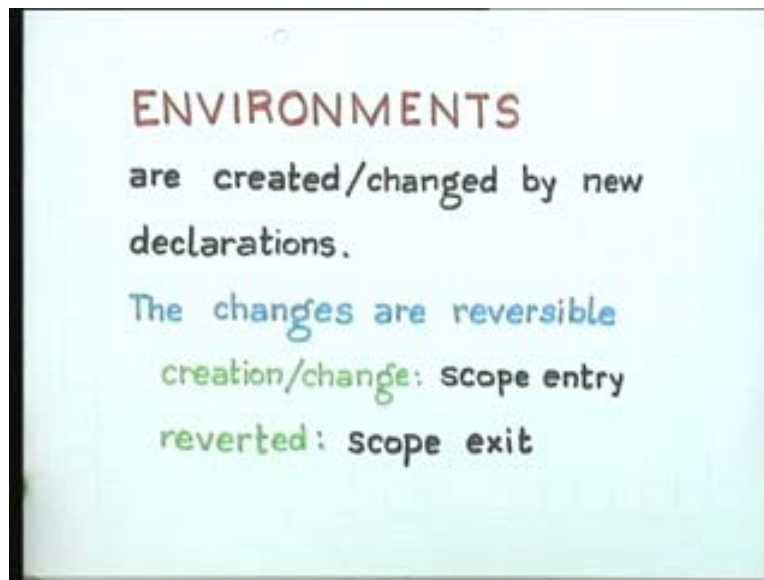 ENVIRONMENTS
are created/changed by new
declarations.
The changes are reversible
creation/change: scope entry
reverted: scope exit